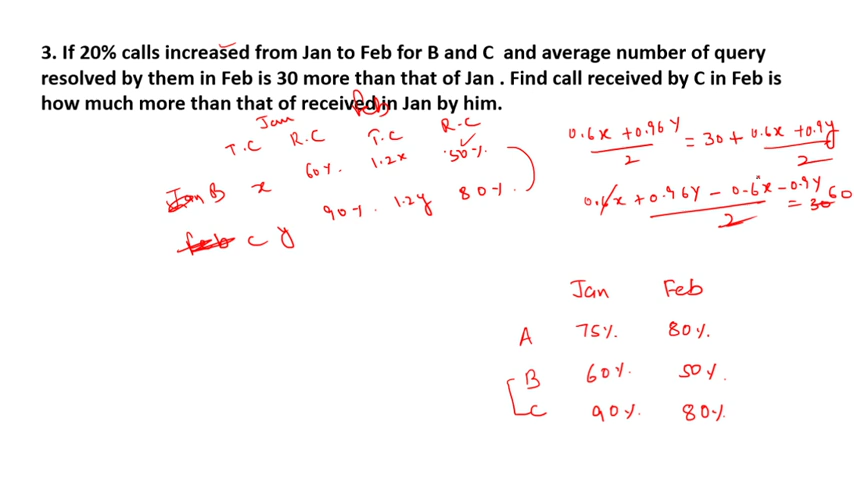 3. If 20% calls increased from Jan to Feb for B and C and average number of query
resolved by them in Feb is 30 more than that of Jan . Find call received by C in Feb is
how much more than that of received in Jan by him.
Jan Feb
T.C R.C T.C R.C
Jan B x 60% 1.2x 50%
Feb C y 90% 1.2y 80%
0.6x + 0.96y / 2 = 30 + 0.6x + 0.9y / 2
0.6x + 0.96y - 0.6x - 0.9y / 2 = 30 60
Jan Feb
A 75% 80%
B 60% 50%
C 90% 80%